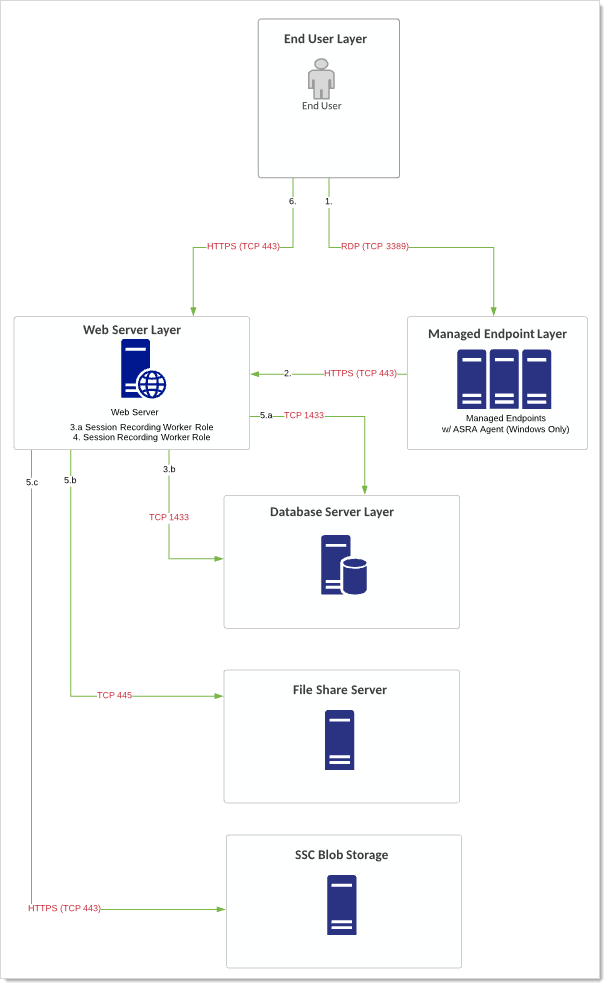 End User Layer
End User
6.
1.
HTTPS (TCP 443)
RDP (TCP 3389)
Web Server Layer
Web Server
3.a Session Recording Worker Role
4. Session Recording Worker Role
Managed Endpoint Layer
Managed Endpoints
w/ ASRA Agent (Windows Only)
2.
HTTPS (TCP 443)
5.a
TCP 1433
5.c
5.b
3.b
TCP 1433
Database Server Layer
TCP 445
File Share Server
SSC Blob Storage
HTTPS (TCP 443)